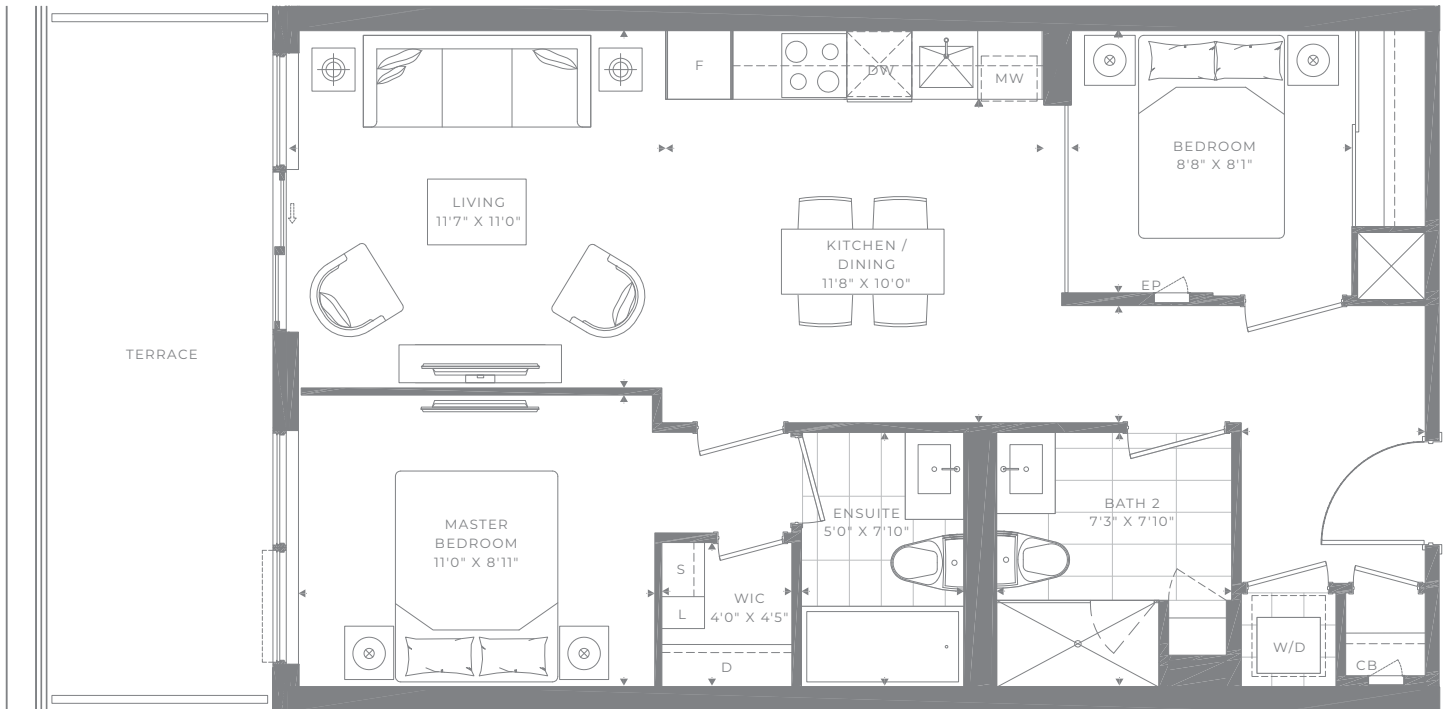 F
DW
MW
BEDROOM
8'8" X 8'1"
LIVING
11'7" X 11'0"
KITCHEN /
DINING
11'8" X 10'0"
EP
TERRACE
MASTER
BEDROOM
11'0" X 8'11"
ENSUITE
5'0" X 7'10"
BATH 2
7'3" X 7'10"
S
L
WIC
4'0" X 4'5"
D
W/D
CB